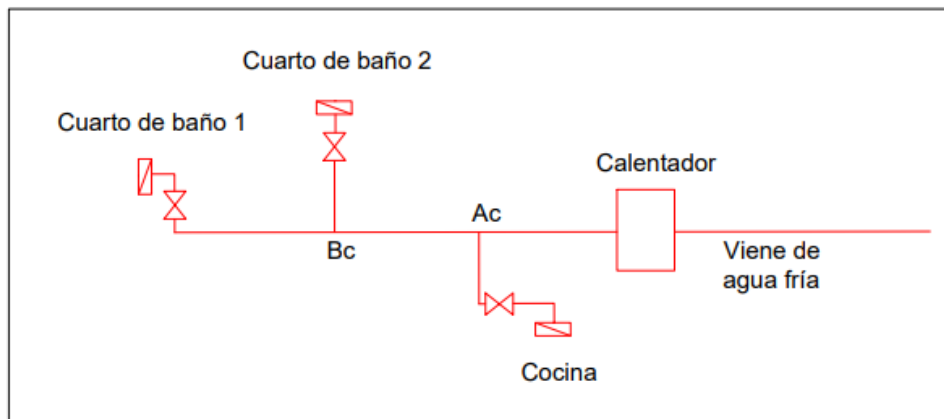 Cuarto de baño 2
Cuarto de baño 1
Calentador
Ac
Bc
Viene de
agua fría
Cocina